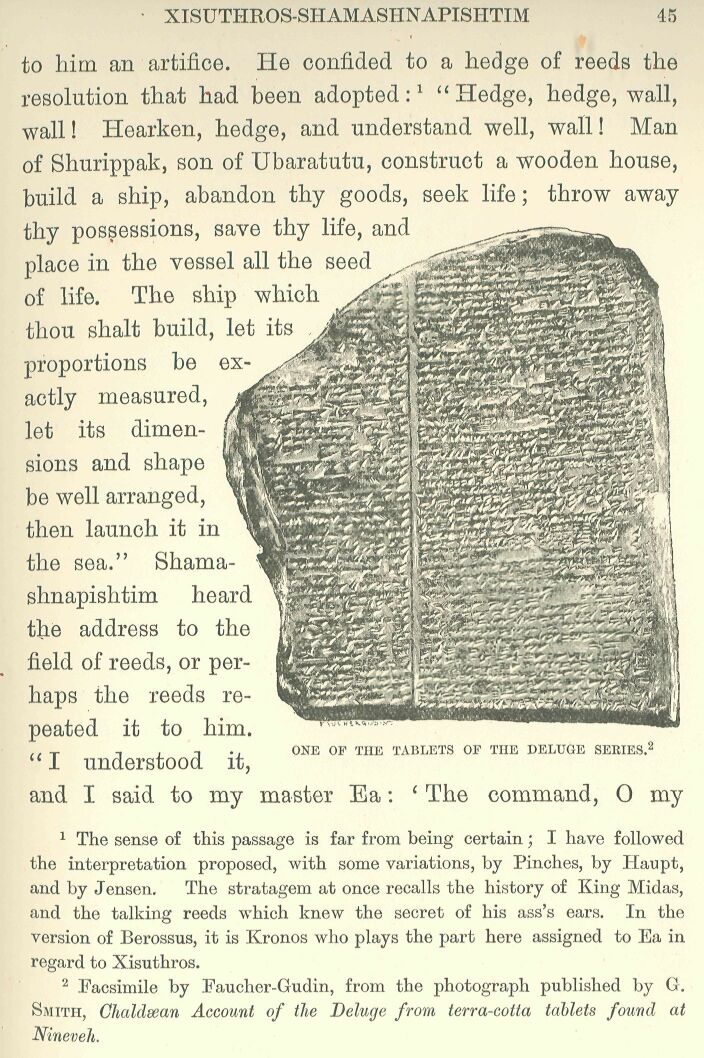 XISUTHROS-SHAMASHNAPISHTIM 45
to him an artifice. He confided to a hedge of reeds the
resolution that had been adopted:¹ “Hedge, hedge, wall,
wall! Hearken, hedge, and understand well, wall! Man
of Shurippak, son of Ubaratutu, construct a wooden house,
build a ship, abandon thy goods, seek life; throw away
thy possessions, save thy life, and
place in the vessel all the seed
of life. The ship which
thou shalt build, let its
proportions be ex-
actly measured,
let its dimen-
sions and shape
be well arranged,
then launch it in
the sea.” Shama-
shnapishtim heard
the address to the
field of reeds, or per-
haps the reeds re-
peated it to him.
“I understood it,
FAUCHER-GUDIN
ONE OF THE TABLETS OF THE DELUGE SERIES.²
and I said to my master Ea: ‘The command, O my
¹ The sense of this passage is far from being certain; I have followed
the interpretation proposed, with some variations, by Pinches, by Haupt,
and by Jensen. The stratagem at once recalls the history of King Midas,
and the talking reeds which knew the secret of his ass’s ears. In the
version of Berossus, it is Kronos who plays the part here assigned to Ea in
regard to Xisuthros.
² Facsimile by Faucher-Gudin, from the photograph published by G.
SMITH, Chaldæan Account of the Deluge from terra-cotta tablets found at
Nineveh.